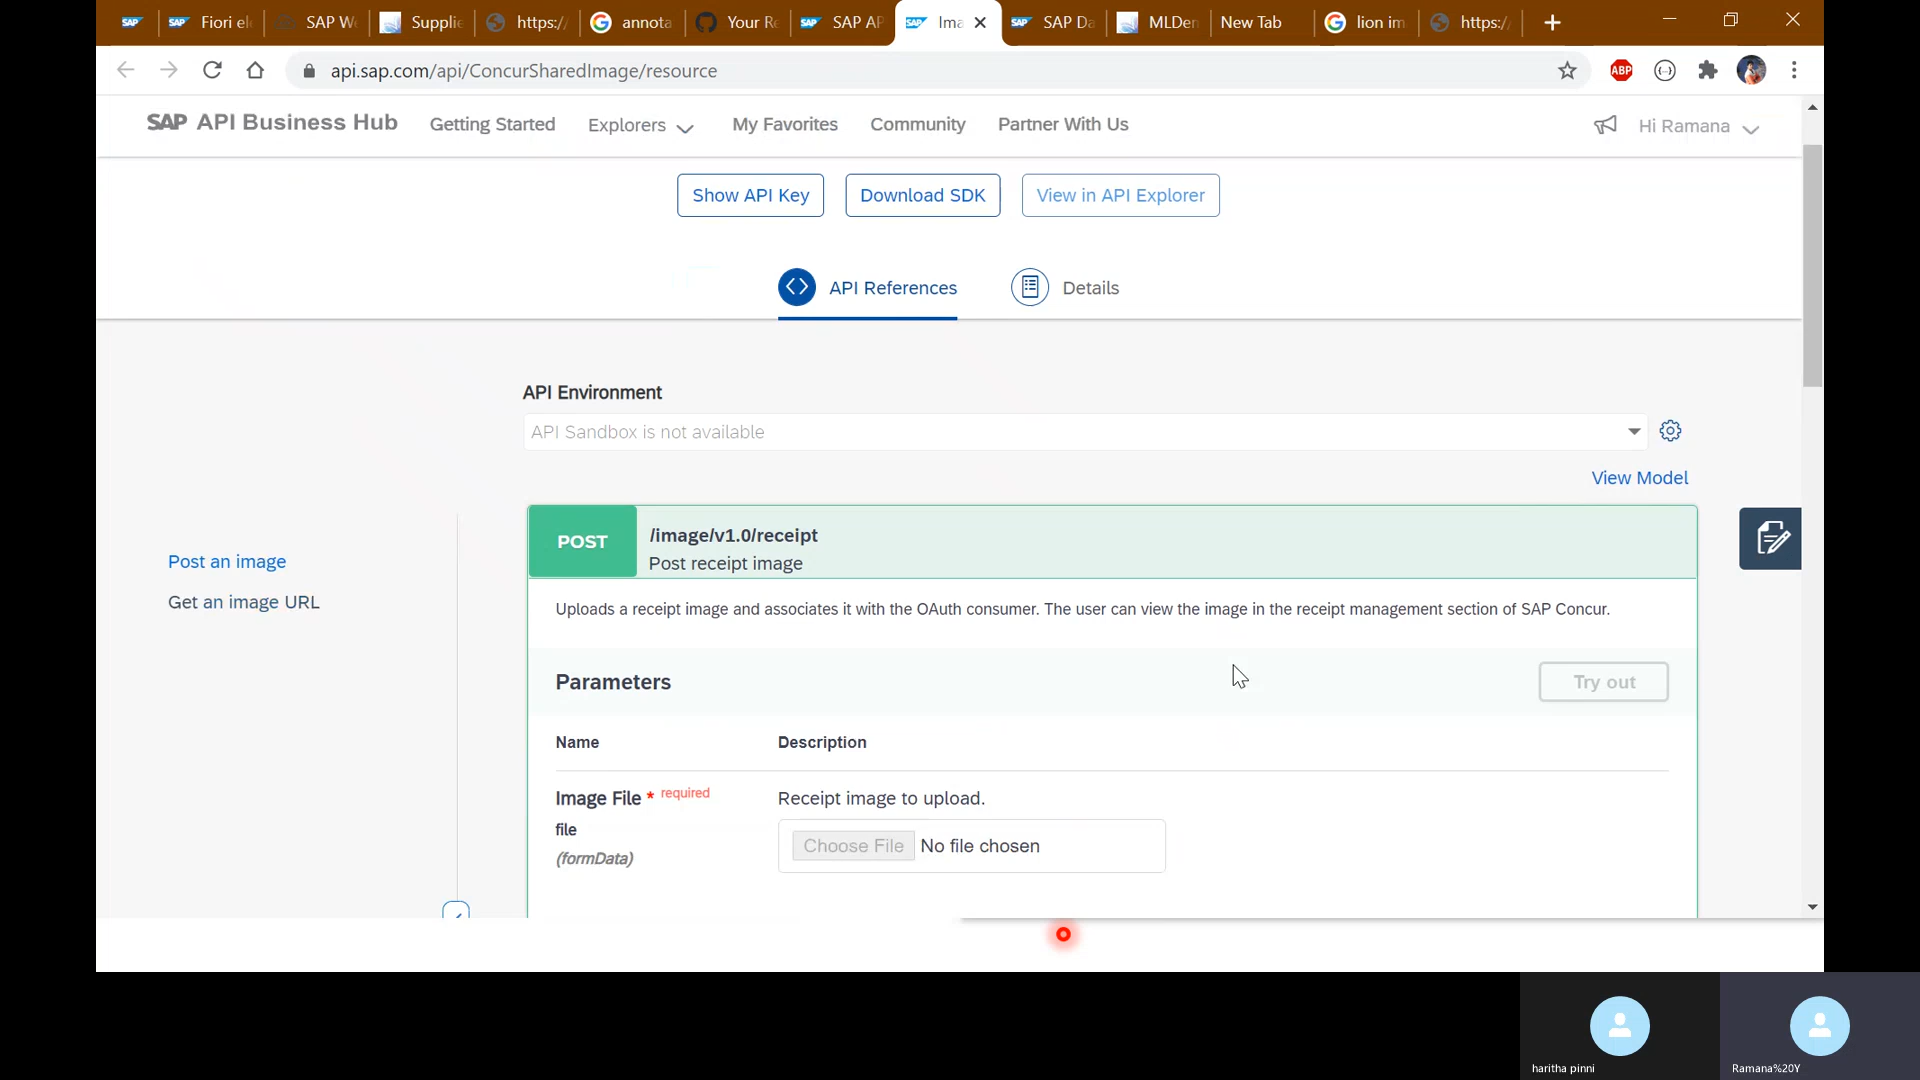 Fiori el
SAP W
Supplie
https:/
annota
Your Re
SAP AP
Ima
SAP Da
MLDen
New Tab
lion im
https:/
api.sap.com/api/ConcurSharedImage/resource
ABP
SAP API Business Hub
Getting Started
Explorers
My Favorites
Community
Partner With Us
Hi Ramana
Show API Key
Download SDK
View in API Explorer
API References
Details
API Environment
API Sandbox is not available
View Model
POST
/image/v1.0/receipt
Post receipt image
Post an image
Get an image URL
Uploads a receipt image and associates it with the OAuth consumer. The user can view the image in the receipt management section of SAP Concur.
Parameters
Try out
Name
Description
Image File * required
Receipt image to upload.
file
(formData)
Choose File No file chosen
haritha pinni
Ramana%20Y